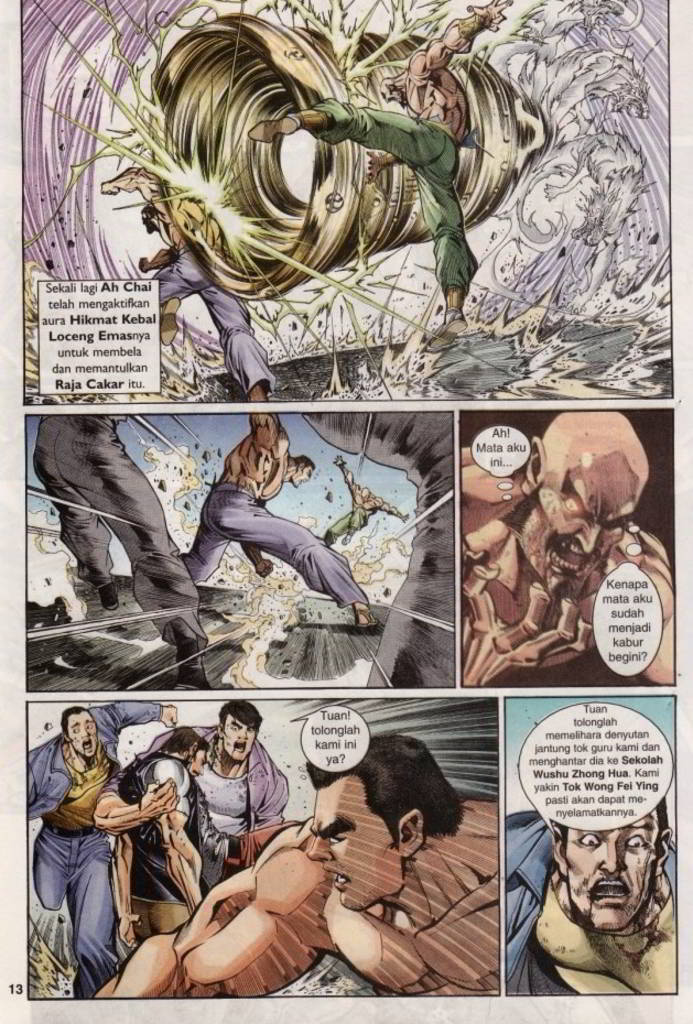 Sekali lagi Ah Chai
telah mengaktifkan
aura Hikmat Kebal
Loceng Emasnya
untuk membela
dan memantulkan
Raja Cakar itu.
Ah!
Mata aku
ini...
Kenapa
mata aku
sudah
menjadi
kabur
begini?
Tuan!
tolonglah
kami ini
ya?
Tuan
tolonglah
memelihara denyutan
jantung tok guru kami dan
menghantar dia ke Sekolah
Wushu Zhong Hua. Kami
yakin Tok Wong Fei Ying
pasti akan dapat me-
nyelamatkannya.
13